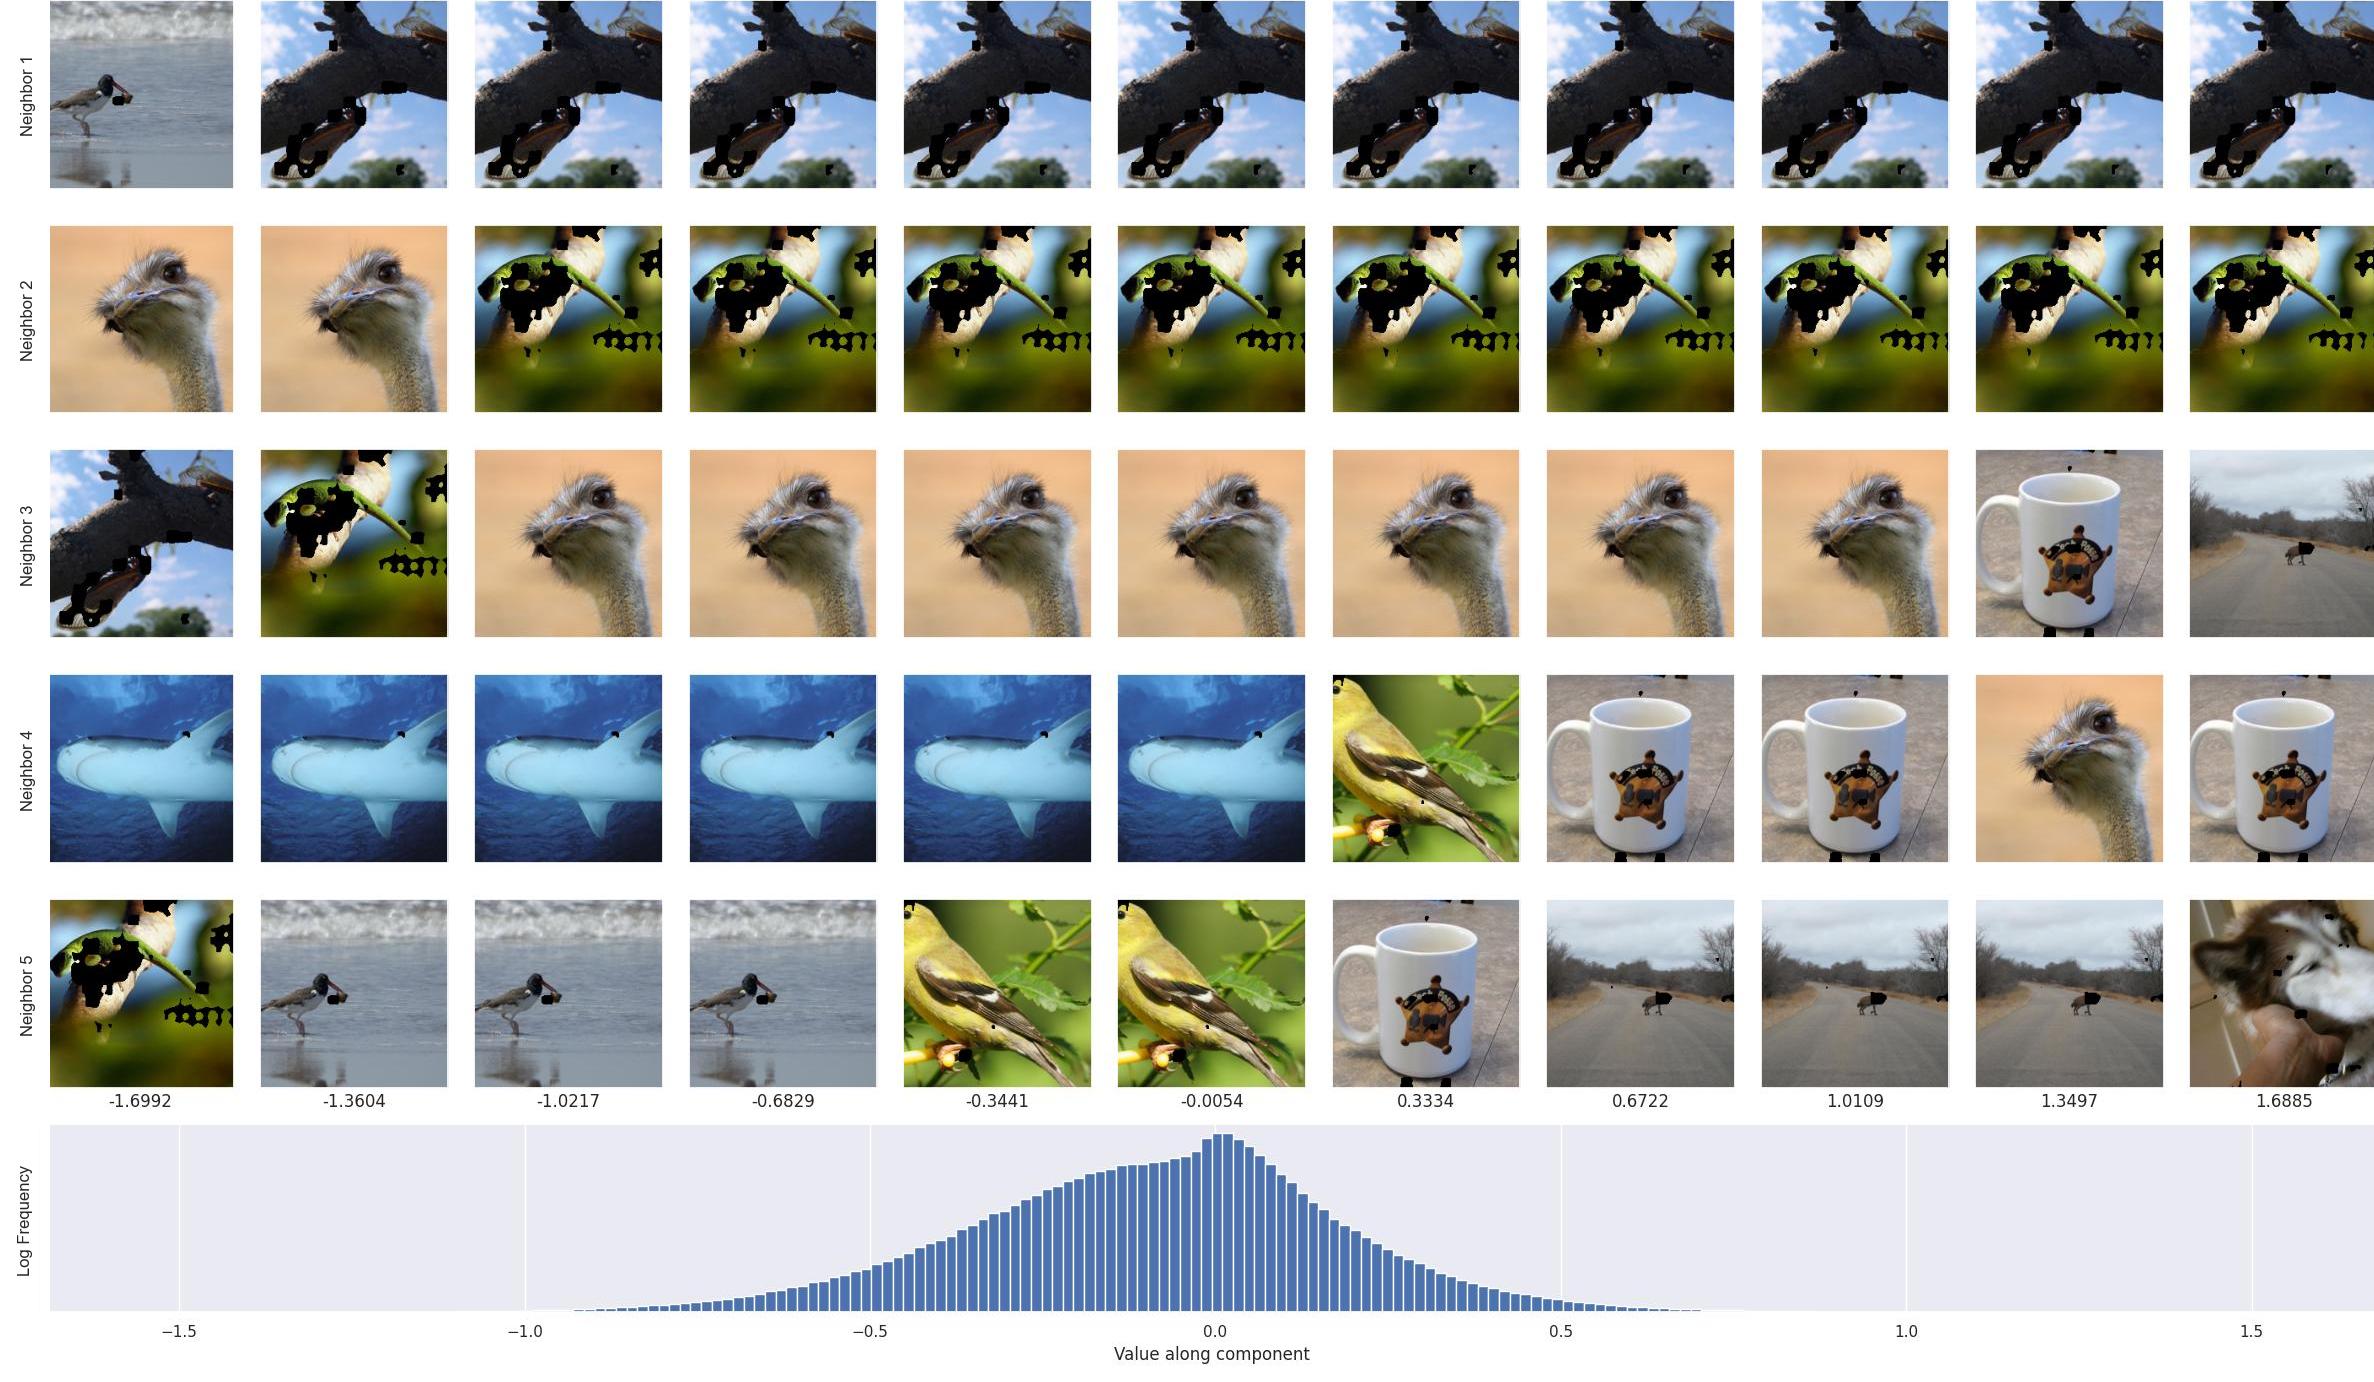 Neighbor 1
Neighbor 2
Neighbor 3
Neighbor 4
Neighbor 5
-1.6992 -1.3604 -1.0217 -0.6829 -0.3441 -0.0054 0.3334 0.6722 1.0109 1.3497 1.6885
Log Frequency
−1.5 −1.0 −0.5 0.0 0.5 1.0 1.5
Value along component